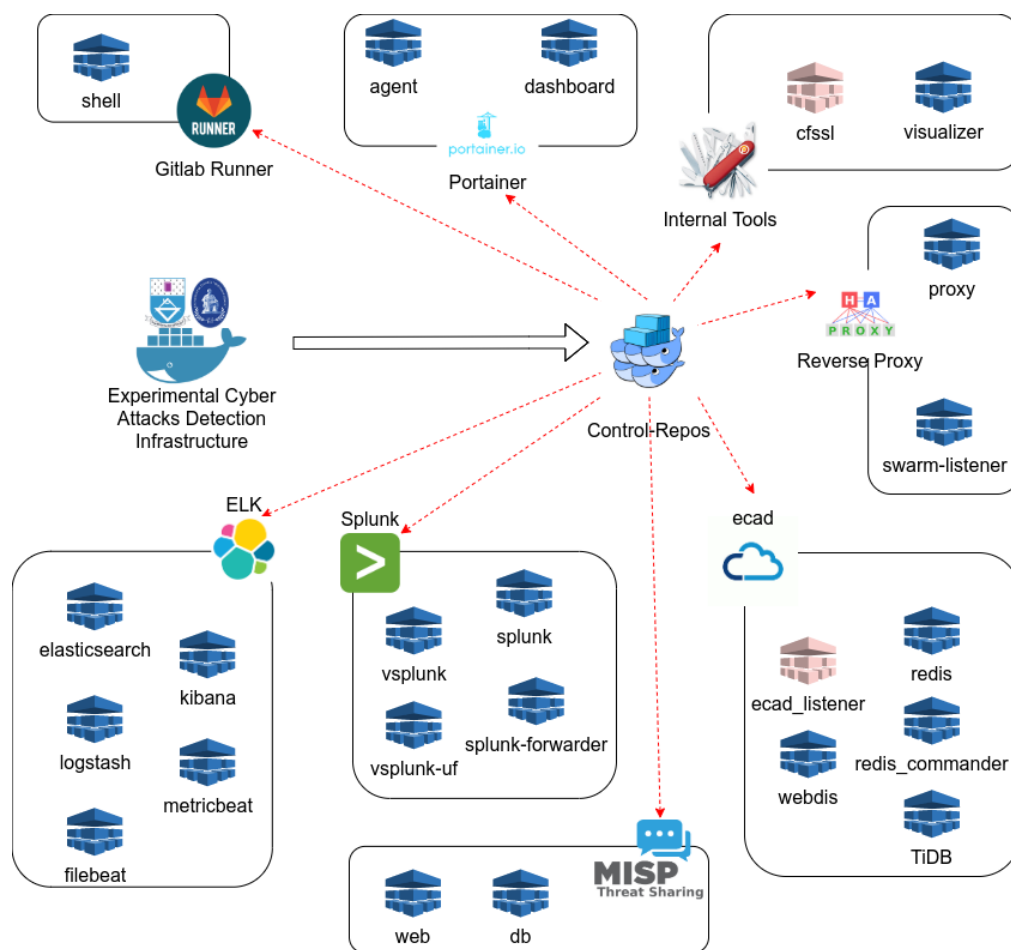 shell
RUNNER
Gitlab Runner
agent
dashboard
portainer.io
Portainer
cfssl
visualizer
Internal Tools
proxy
H A
PROXY
Reverse Proxy
swarm-listener
Experimental Cyber
Attacks Detection
Infrastructure
Control-Repos
ELK
elasticsearch
kibana
logstash
metricbeat
filebeat
Splunk
>
splunk
vsplunk
splunk-forwarder
vsplunk-uf
ecad
redis
ecad_listener
redis_commander
webdis
TiDB
MISP
Threat Sharing
web
db